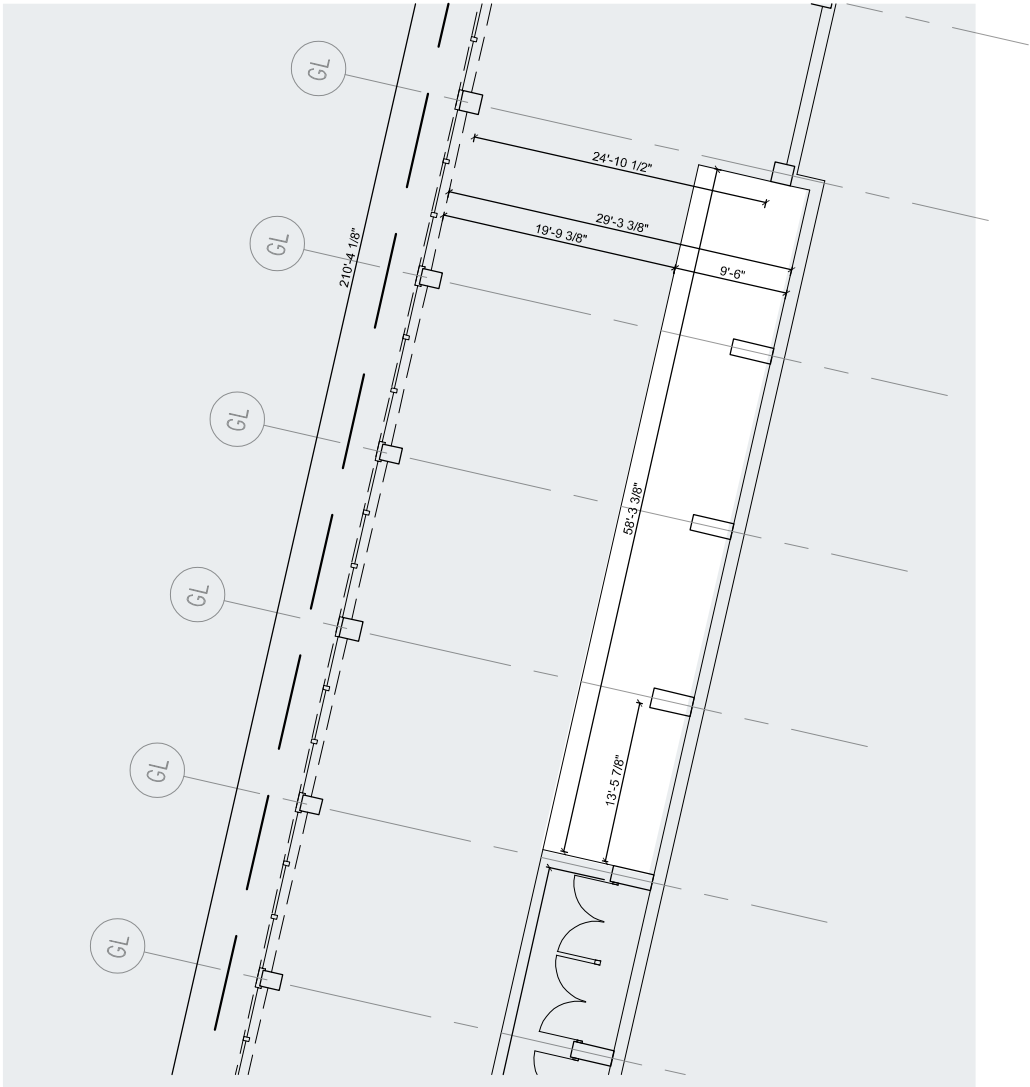 GL
24'-10 1/2"
29'-3 3/8"
19'-9 3/8"
9'-6"
GL
210'-4 1/8"
GL
58'-3 3/8"
GL
13'-5 7/8"
GL
GL